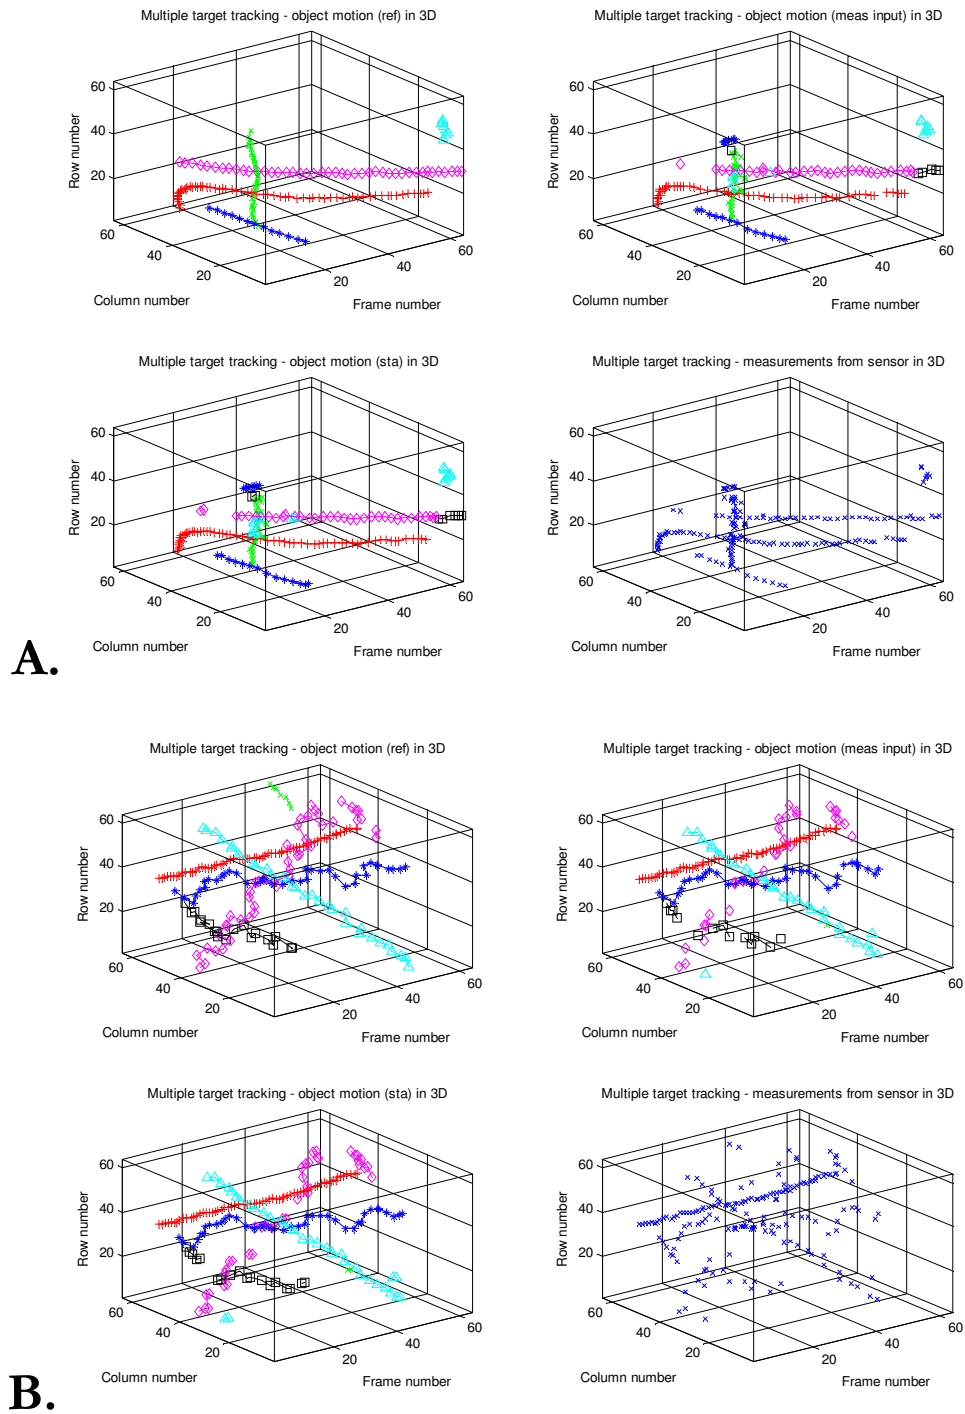 Multiple target tracking - object motion (ref) in 3D
Row number
60
40
20
60
40
20
Column number
20
40
60
Frame number
Multiple target tracking - object motion (meas input) in 3D
Row number
60
40
20
60
40
20
Column number
20
40
60
Frame number
Multiple target tracking - object motion (sta) in 3D
Row number
60
40
20
60
40
20
Column number
20
40
60
Frame number
Multiple target tracking - measurements from sensor in 3D
Row number
60
40
20
60
40
20
Column number
20
40
60
Frame number
A.
Multiple target tracking - object motion (ref) in 3D
Row number
60
40
20
60
40
20
Column number
20
40
60
Frame number
Multiple target tracking - object motion (meas input) in 3D
Row number
60
40
20
60
40
20
Column number
20
40
60
Frame number
Multiple target tracking - object motion (sta) in 3D
Row number
60
40
20
60
40
20
Column number
20
40
60
Frame number
Multiple target tracking - measurements from sensor in 3D
Row number
60
40
20
60
40
20
Column number
20
40
60
Frame number
B.